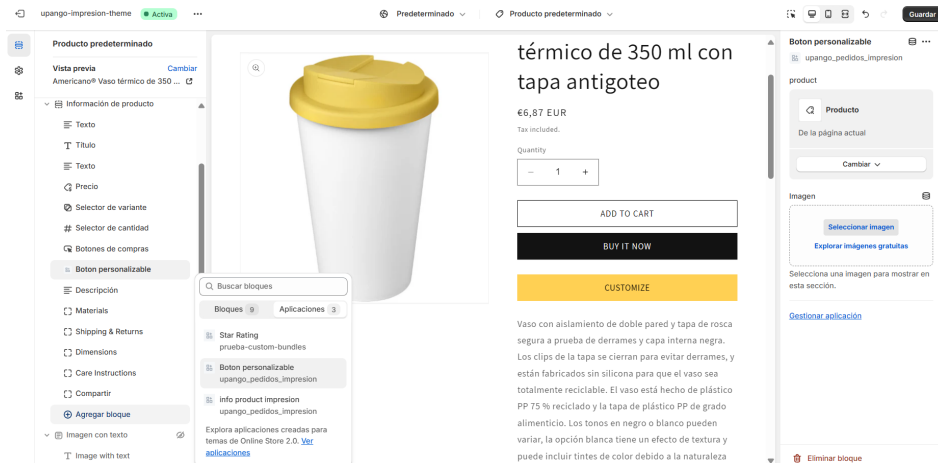 upango-impresion-theme
Activa
Predeterminado
Producto predeterminado
Guardar
Producto predeterminado
Vista previa
Cambiar
Americano® Vaso térmico de 350 ...
Información de producto
Texto
Título
Texto
Precio
Selector de variante
Selector de cantidad
Botones de compras
Boton personalizable
Descripción
Materials
Shipping & Returns
Dimensions
Care Instructions
Compartir
Agregar bloque
Imagen con texto
Image with text
Buscar bloques
Bloques 9
Aplicaciones 3
Star Rating
prueba-custom-bundles
Boton personalizable
upango_pedidos_impresion
info product impresion
upango_pedidos_impresion
Explora aplicaciones creadas para
temas de Online Store 2.0. Ver
aplicaciones
térmico de 350 ml con
tapa antigoteo
€6,87 EUR
Tax included.
Quantity
− 1 +
ADD TO CART
BUY IT NOW
CUSTOMIZE
Vaso con aislamiento de doble pared y tapa de rosca
segura a prueba de derrames y capa interna negra.
Los clips de la tapa se cierran para evitar derrames, y
están fabricados sin silicona para que el vaso sea
totalmente reciclable. El vaso está hecho de plástico
PP 75 % reciclado y la tapa de plástico PP de grado
alimenticio. Los tonos en negro o blanco pueden
variar, la opción blanca tiene un efecto de textura y
puede incluir tintes de color debido a la naturaleza
Boton personalizable
upango_pedidos_impresion
product
Producto
De la página actual
Cambiar
Imagen
Seleccionar imagen
Explorar imágenes gratuitas
Selecciona una imagen para mostrar en
esta sección.
Gestionar aplicación
Eliminar bloque